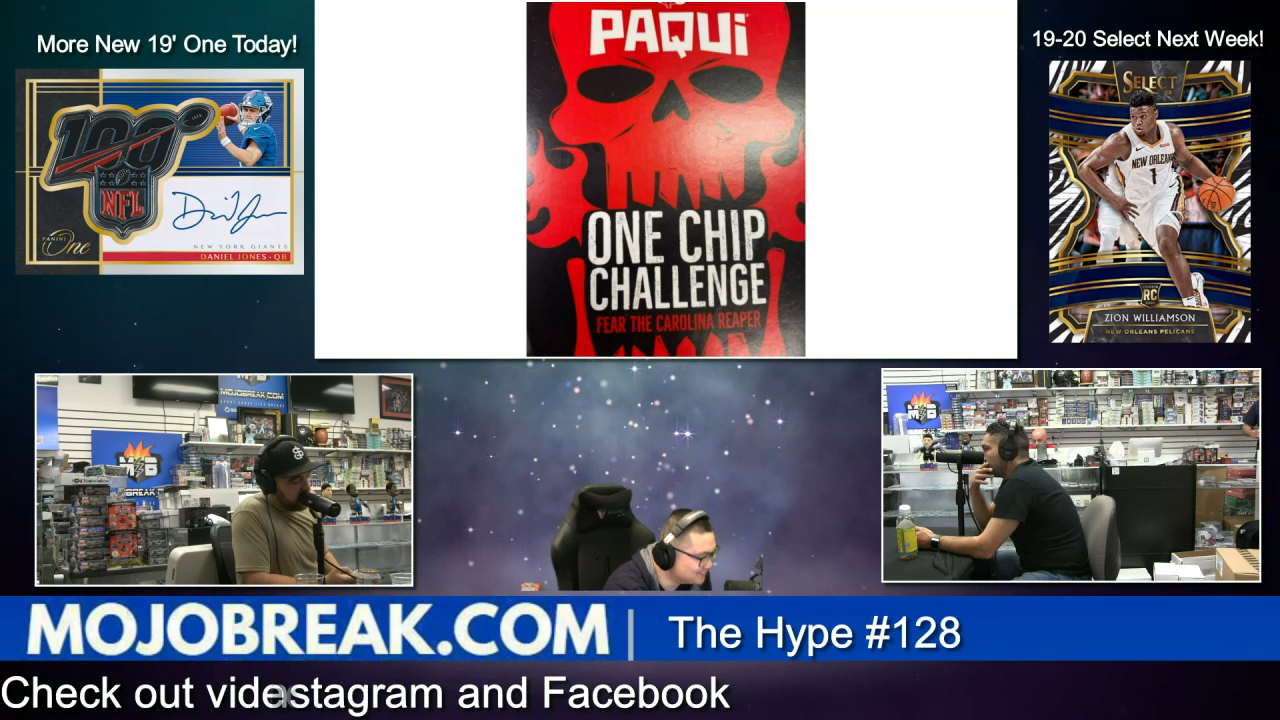 More New 19' One Today!
100
NFL
PANINI
One
NEW YORK GIANTS
DANIEL JONES - QB
PAQUI
ONE CHIP
CHALLENGE
FEAR THE CAROLINA REAPER
19-20 Select Next Week!
SELECT
NEW ORLEANS
1
RC
ZION WILLIAMSON
NEW ORLEANS PELICANS
MOJOBREAK.COM
MOJOBREAK.COM
The Hype #128
Check out videstagram and Facebook